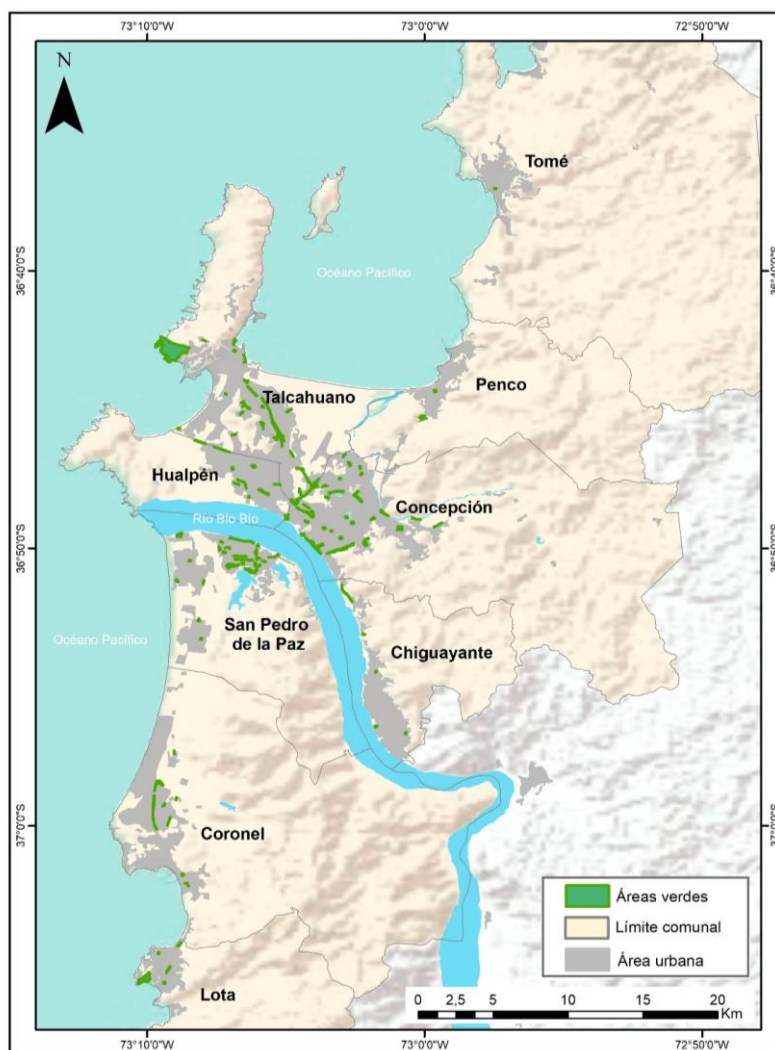 73°10'0"W 73°0'0"W 72°50'0"W
N
Tomé
36°40'0"S 36°40'0"S
Océano Pacífico
Penco
Talcahuano
Hualpén
Concepción
Río Bío Bío
36°50'0"S 36°50'0"S
San Pedro
de la Paz
Océano Pacífico
Chiguayante
37°0'0"S 37°0'0"S
Coronel
Áreas verdes
Límite comunal
Área urbana
Lota
0 2,5 5 10 15 20
Km
73°10'0"W 73°0'0"W 72°50'0"W